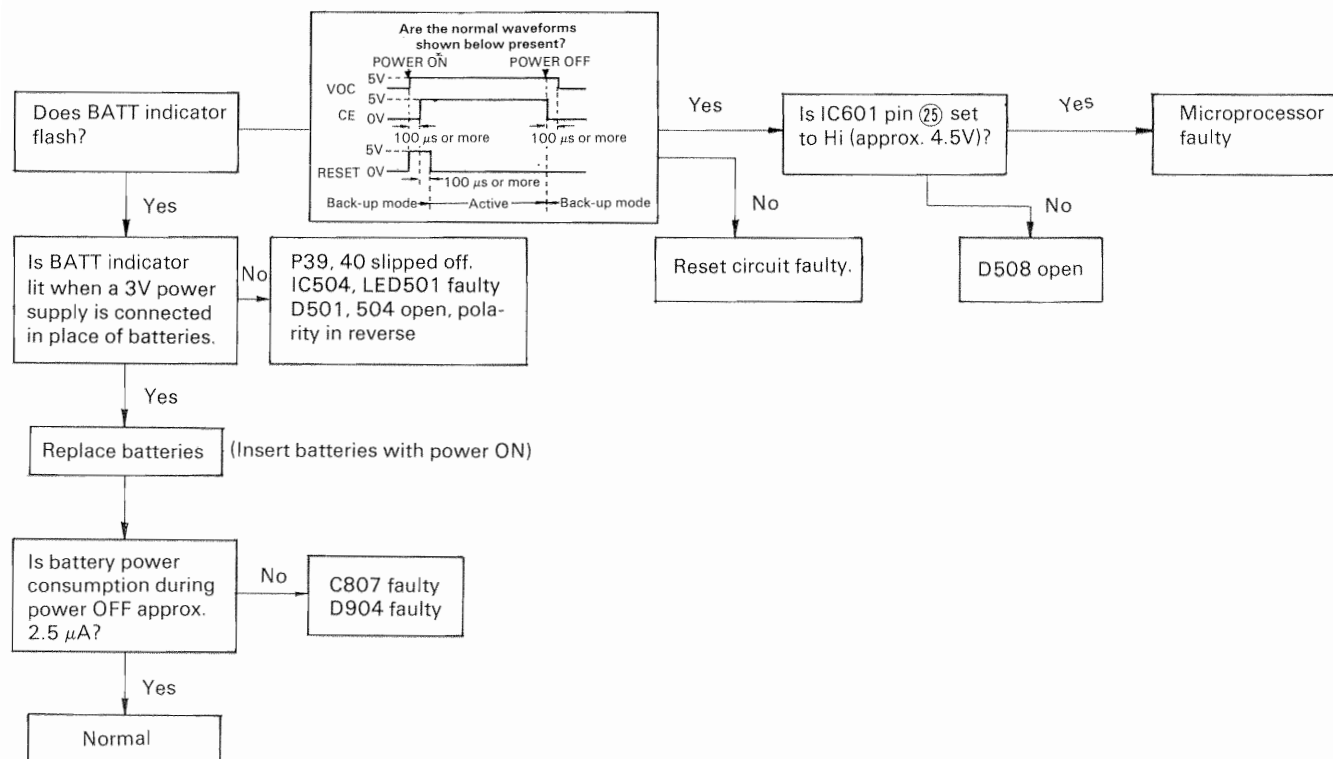 Does BATT indicator
flash?
Are the normal waveforms
shown below present?
POWER ON
POWER OFF
5V
VOC
5V
CE
0V
100 μs or more
100 μs or more
5V
RESET 0V
100 μs or more
Back-up mode
Active
Back-up mode
Yes
Is IC601 pin ㉕ set
to Hi (approx. 4.5V)?
Yes
Microprocessor
faulty
No
Reset circuit faulty.
No
D508 open
Yes
Is BATT indicator
lit when a 3V power
supply is connected
in place of batteries.
No
P39, 40 slipped off.
IC504, LED501 faulty
D501, 504 open, pola-
rity in reverse
Yes
Replace batteries
(Insert batteries with power ON)
Is battery power
consumption during
power OFF approx.
2.5 μA?
No
C807 faulty
D904 faulty
Yes
Normal